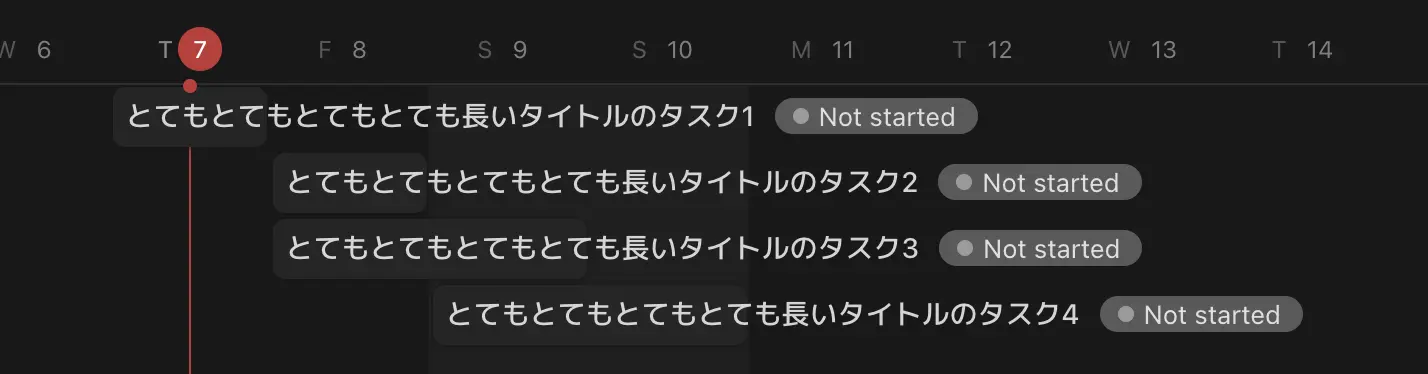 W 6 T 7 F 8 S 9 S 10 M 11 T 12 W 13 T 14
とてもとてもとてもとても長いタイトルのタスク1 Not started
とてもとてもとてもとても長いタイトルのタスク2 Not started
とてもとてもとてもとても長いタイトルのタスク3 Not started
とてもとてもとてもとても長いタイトルのタスク4 Not started